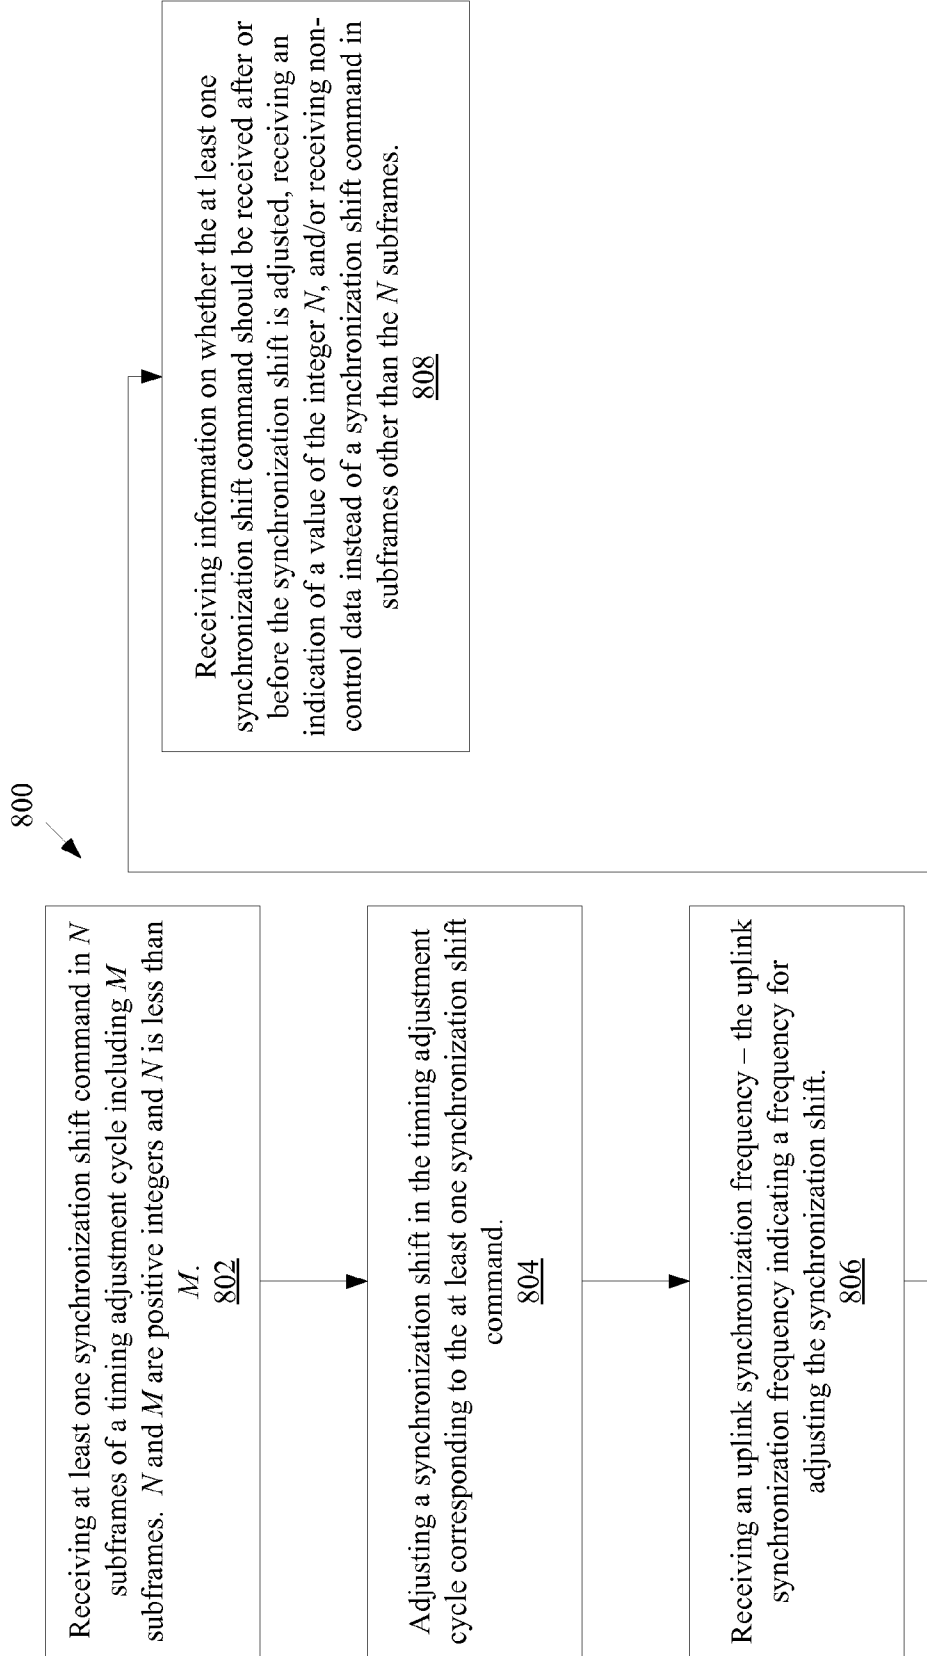 800
Receiving at least one synchronization shift command in N
subframes of a timing adjustment cycle including M
subframes. N and M are positive integers and N is less than
M.
802
Adjusting a synchronization shift in the timing adjustment
cycle corresponding to the at least one synchronization shift
command.
804
Receiving an uplink synchronization frequency – the uplink
synchronization frequency indicating a frequency for
adjusting the synchronization shift.
806
Receiving information on whether the at least one
synchronization shift command should be received after or
before the synchronization shift is adjusted, receiving an
indication of a value of the integer N, and/or receiving non-
control data instead of a synchronization shift command in
subframes other than the N subframes.
808